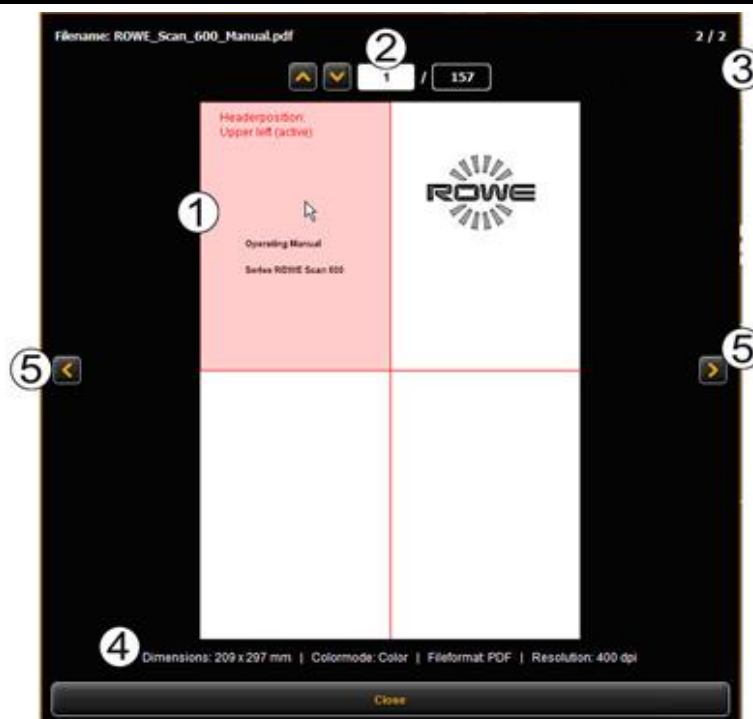 Filename: ROWE_Scan_600_Manual.pdf
2 / 2
2
3
1 / 157
Headerposition:
Upper left (active)
ROWE
1
Operating Manual
Series ROWE Scan 600
5
5
4
Dimensions: 209 x 297 mm | Colormode: Color | Fileformat: PDF | Resolution: 400 dpi
Close